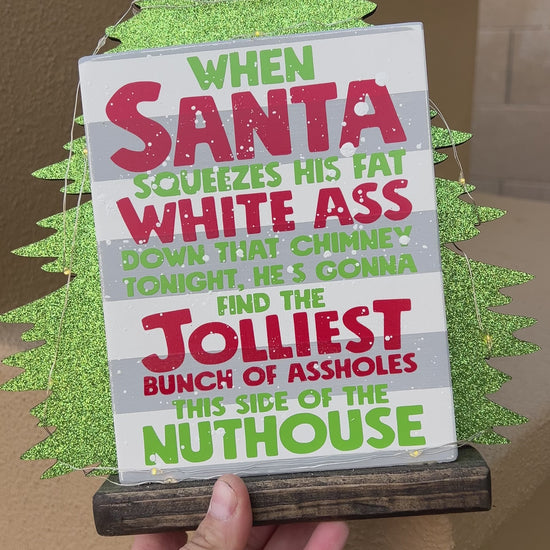 WHEN
SANTA
SQUEEZES HIS FAT
WHITE ASS
DOWN THAT CHIMNEY
TONIGHT, HE'S GONNA
FIND THE
JOLLIEST
BUNCH OF ASSHOLES
THIS SIDE OF THE
NUTHOUSE